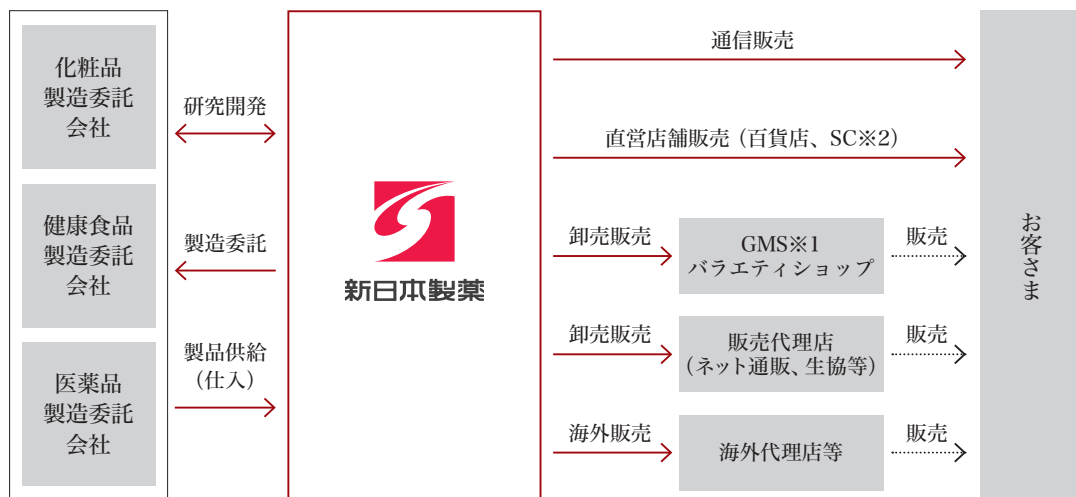 化粧品
製造委託
会社
健康食品
製造委託
会社
医薬品
製造委託
会社
研究開発
製造委託
製品供給
（仕入）
新日本製薬
通信販売
直営店舗販売（百貨店、SC※2）
卸売販売
GMS※1
バラエティショップ
販売
卸売販売
販売代理店
（ネット通販、生協等）
販売
海外販売
海外代理店等
販売
お客さま